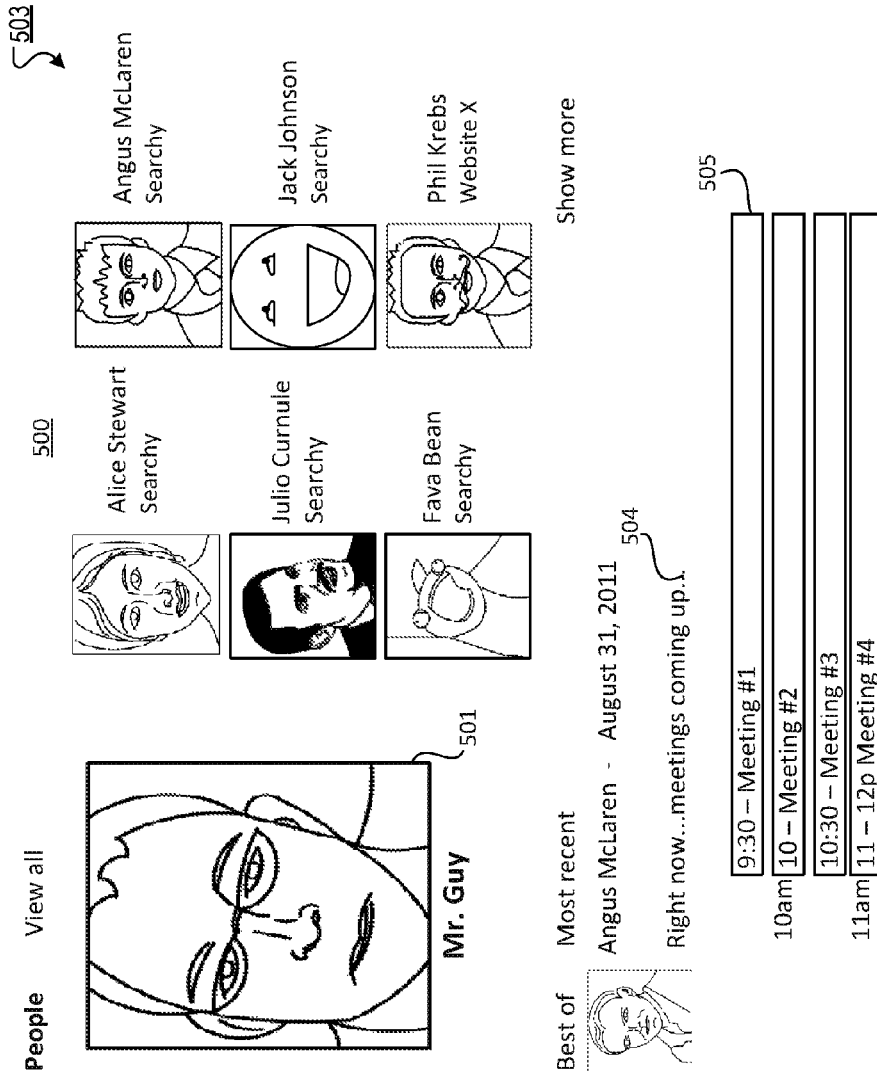 503
500
People
View all
Alice Stewart
Searchy
Angus McLaren
Searchy
Julio Curnule
Searchy
Jack Johnson
Searchy
Fava Bean
Searchy
Phil Krebs
Website X
501
Mr. Guy
Show more
Best of
Most recent
Angus McLaren - August 31, 2011
504
Right now...meetings coming up...
505
9:30 – Meeting #1
10am
10 – Meeting #2
10:30 – Meeting #3
11am
11 – 12p Meeting #4